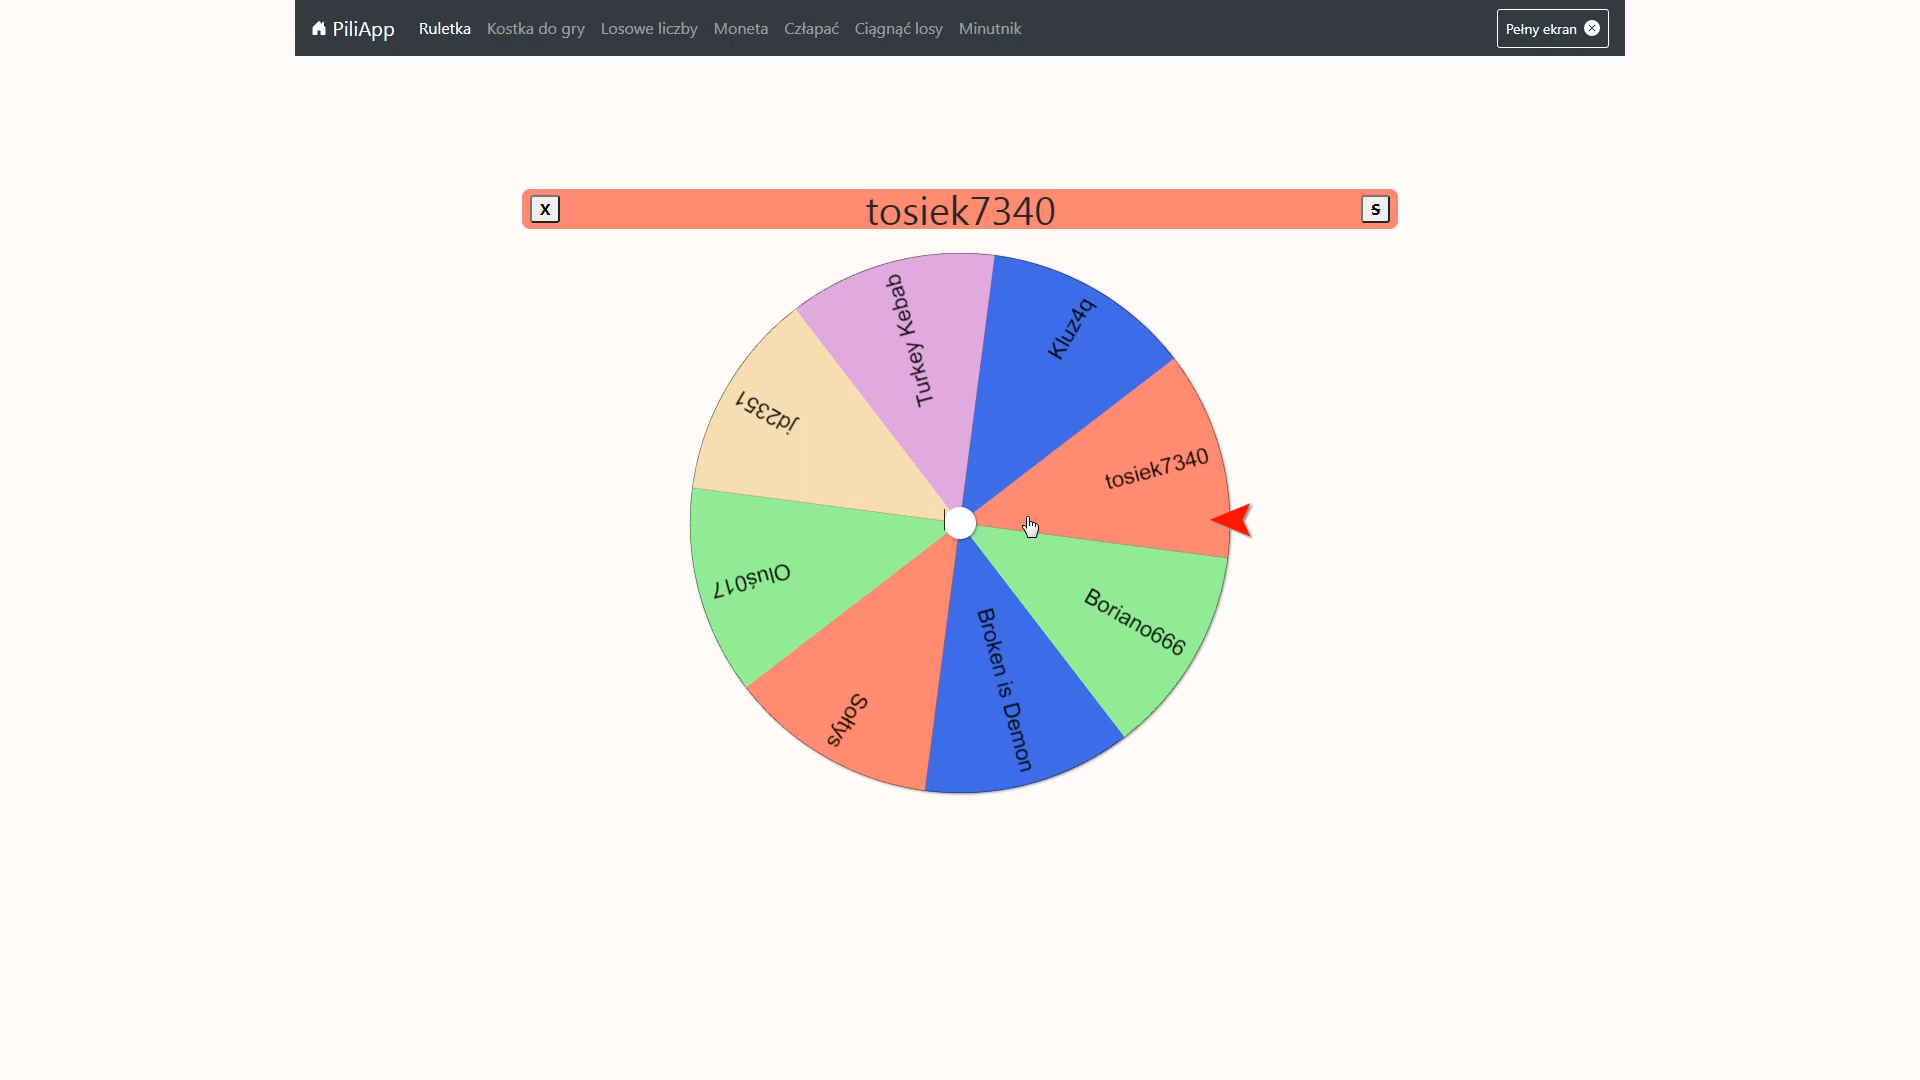 PiliApp Ruletka Kostka do gry Losowe liczby Moneta Człapać Ciągnąć losy Minutnik Pełny ekran
X tosiek7340 S
Turkey Kebab
Kluz4q
jd2351
tosiek7340
Oluś017
Boriano666
Broken is Demon
Sołtys